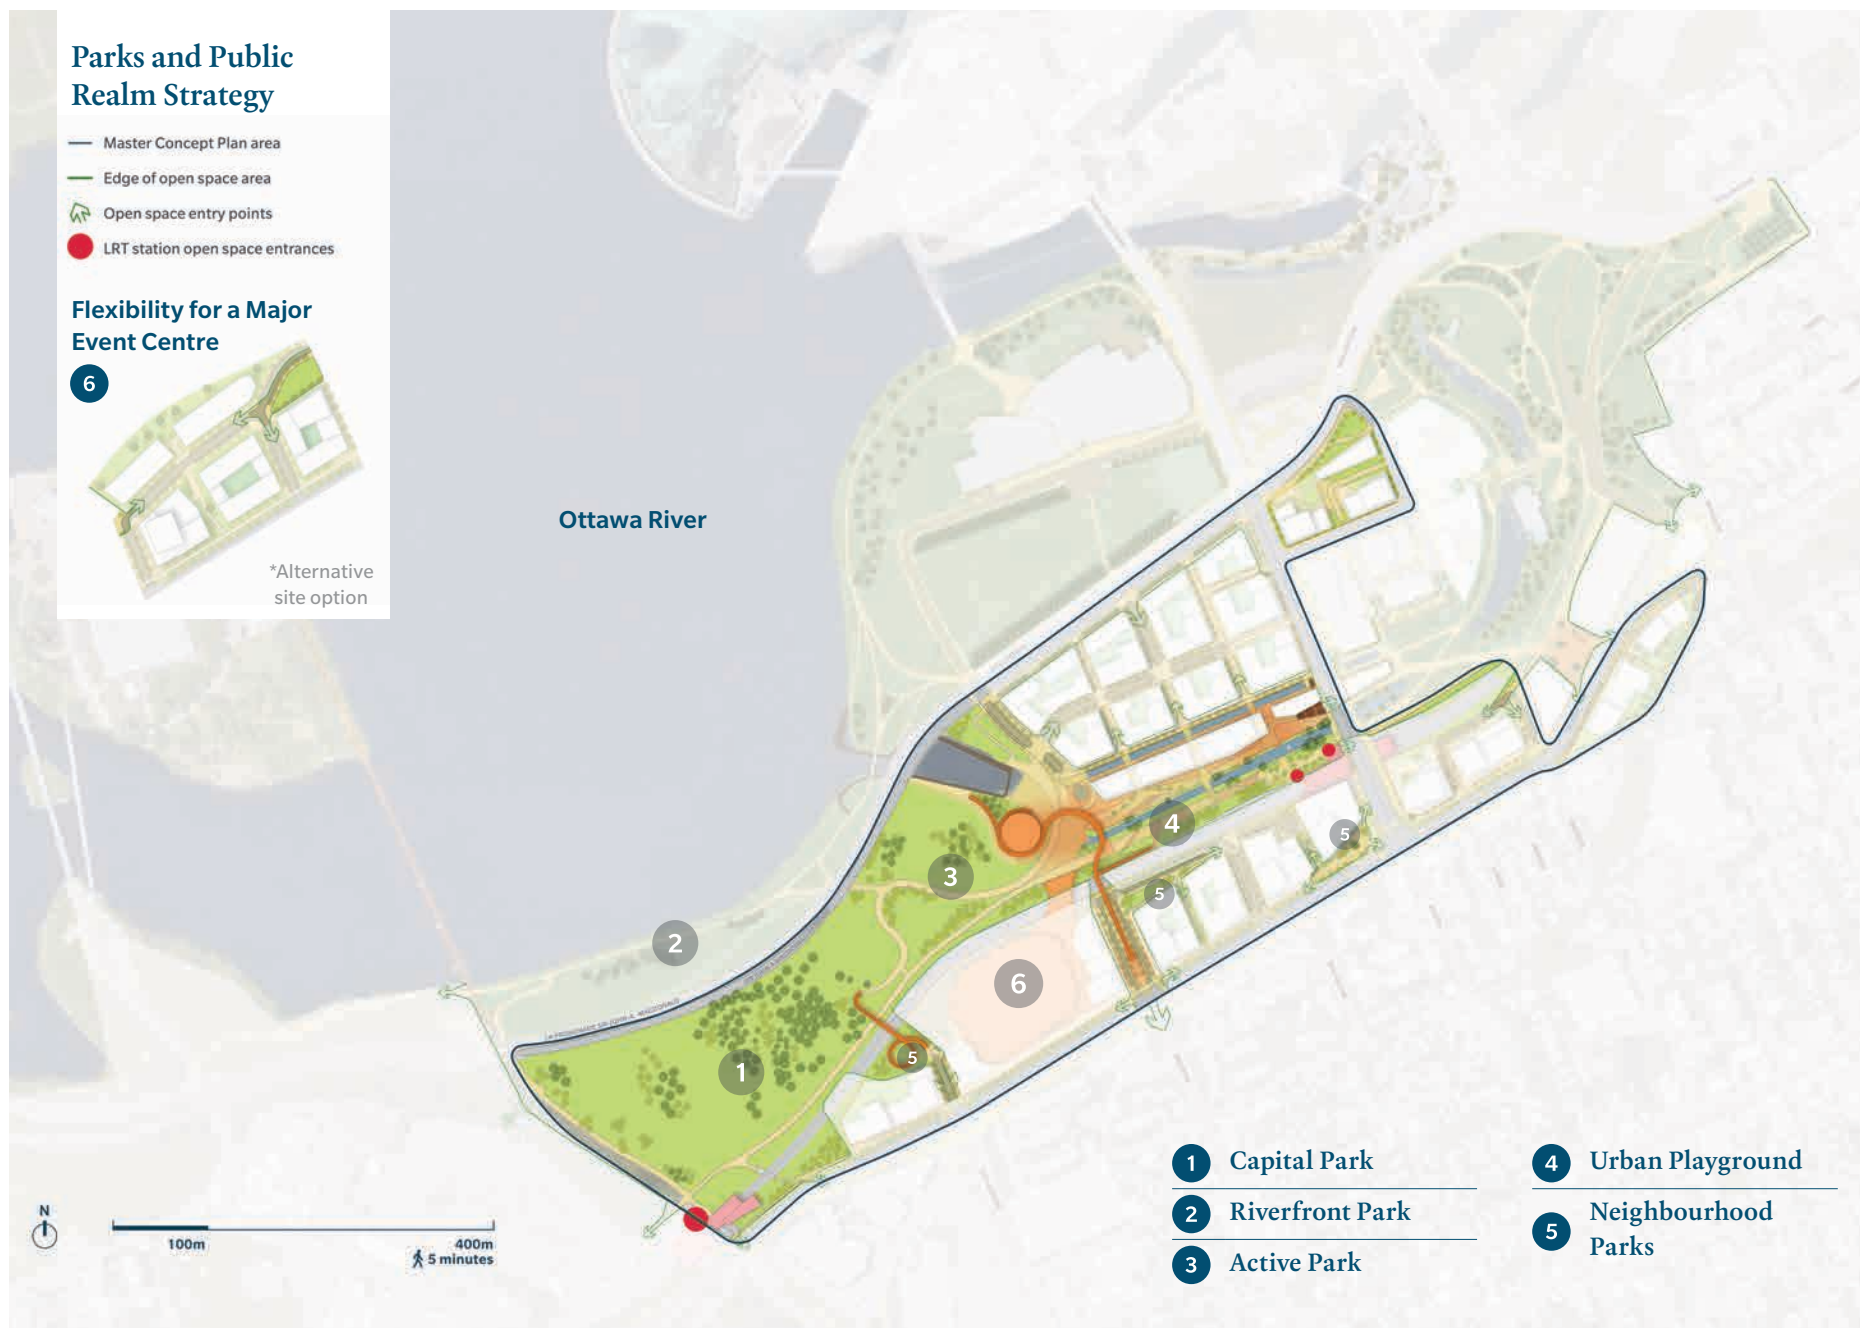 Parks and Public
Realm Strategy
Master Concept Plan area
Edge of open space area
Open space entry points
LRT station open space entrances
Flexibility for a Major
Event Centre
6
*Alternative
site option
Ottawa River
2
3
4
5
5
6
1
5
N
100m
400m
5 minutes
1 Capital Park
2 Riverfront Park
3 Active Park
4 Urban Playground
5 Neighbourhood
Parks